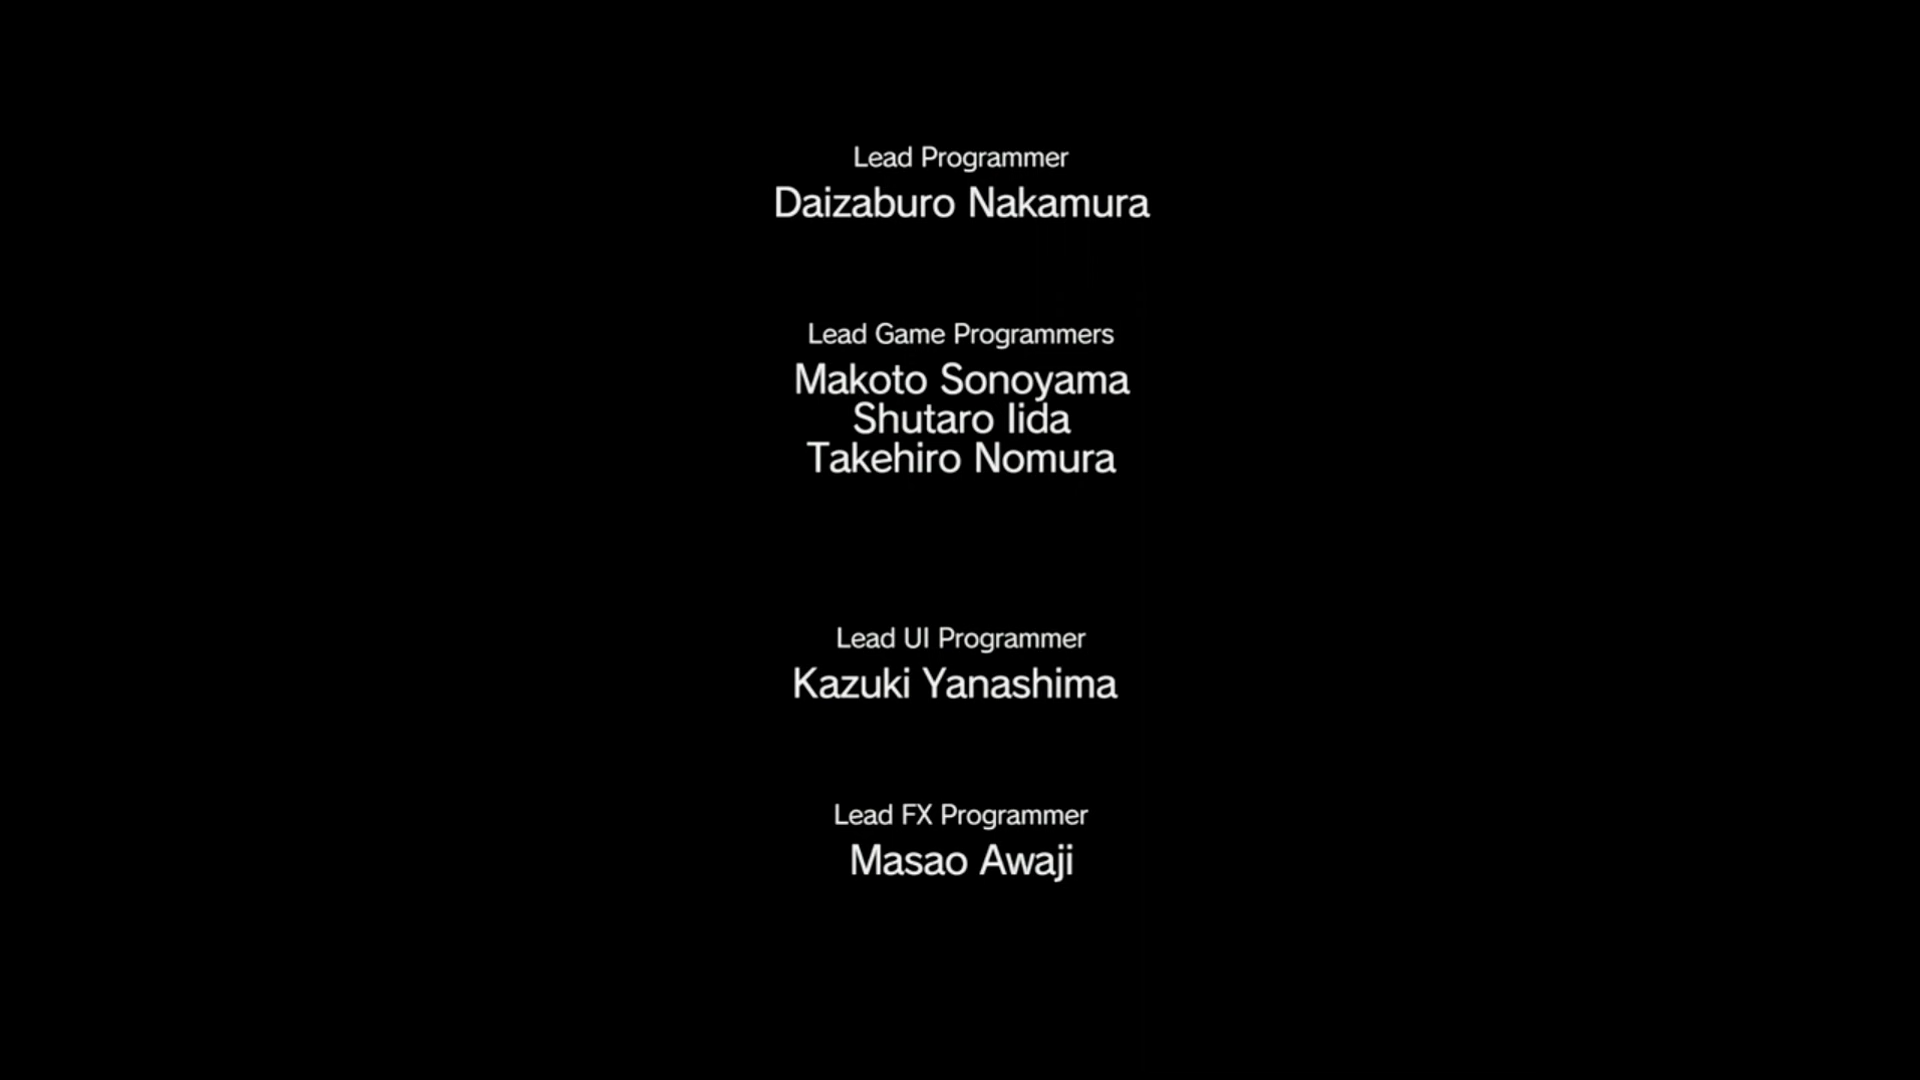 Lead Programmer
Daizaburo Nakamura
Lead Game Programmers
Makoto Sonoyama
Shutaro Iida
Takehiro Nomura
Lead UI Programmer
Kazuki Yanashima
Lead FX Programmer
Masao Awaji